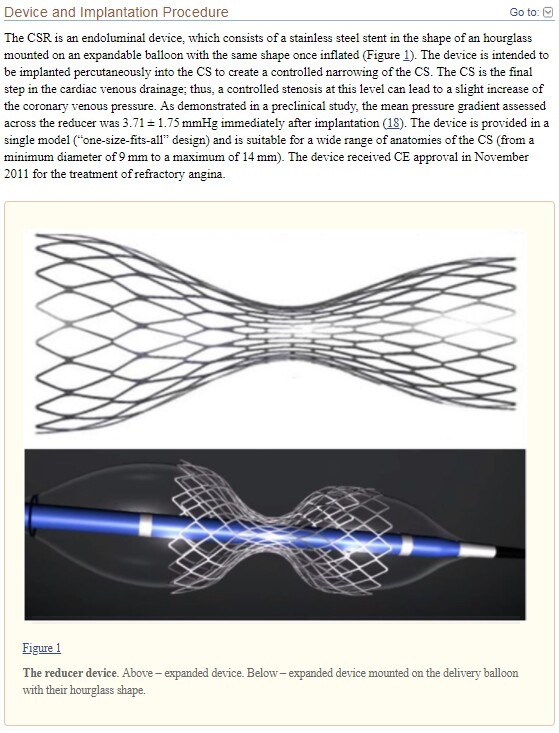 Device and Implantation Procedure
Go to:
The CSR is an endoluminal device, which consists of a stainless steel stent in the shape of an hourglass
mounted on an expandable balloon with the same shape once inflated (Figure 1). The device is intended to
be implanted percutaneously into the CS to create a controlled narrowing of the CS. The CS is the final
step in the cardiac venous drainage; thus, a controlled stenosis at this level can lead to a slight increase of
the coronary venous pressure. As demonstrated in a preclinical study, the mean pressure gradient assessed
across the reducer was 3.71 ± 1.75 mmHg immediately after implantation (18). The device is provided in a
single model (“one-size-fits-all” design) and is suitable for a wide range of anatomies of the CS (from a
minimum diameter of 9 mm to a maximum of 14 mm). The device received CE approval in November
2011 for the treatment of refractory angina.
Figure 1
The reducer device. Above – expanded device. Below – expanded device mounted on the delivery balloon
with their hourglass shape.